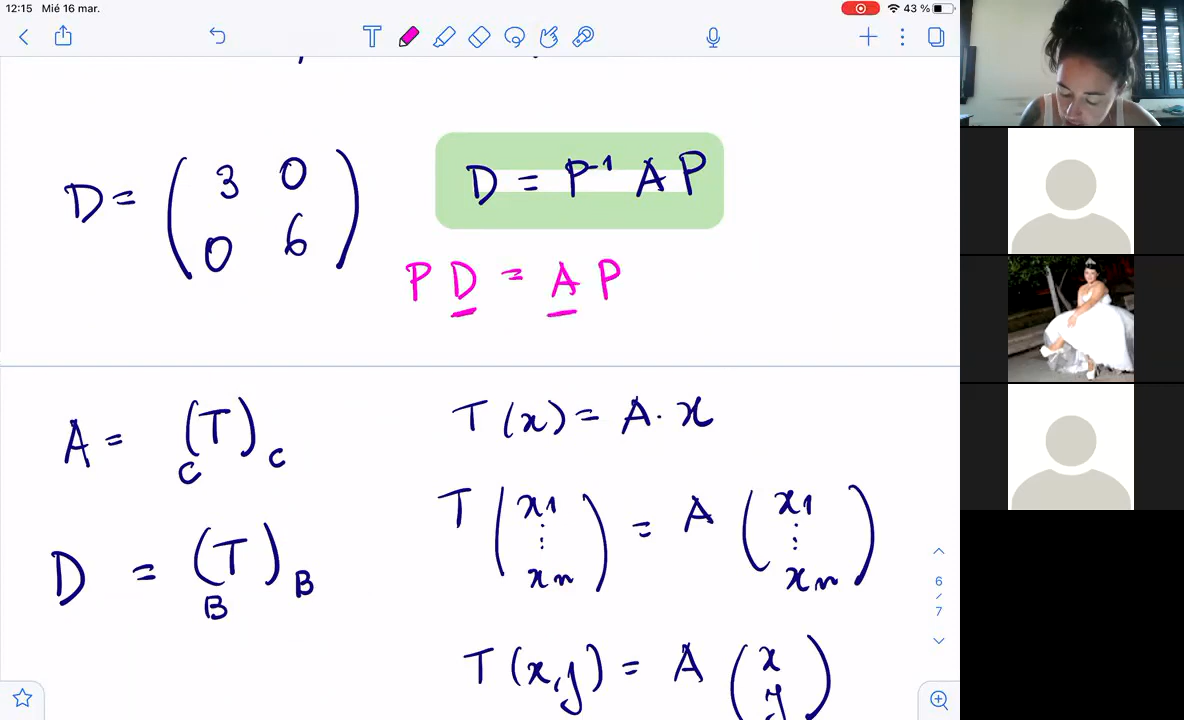 12:15 Mié 16 mar.
43 %
T
D = ( 3 0
0 6 )
D = P⁻¹ A P
P D = A P
A = C(T)C
T(x) = A · x
T ( x1 ⋮ xn ) = A ( x1 ⋮ xn )
D = B(T)B
6
/
7
T(x,y) = A ( x
y )